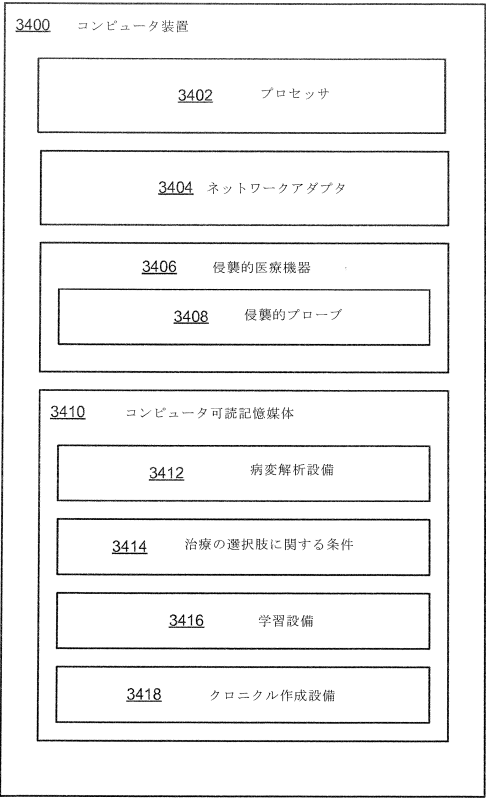 3400 コンピュータ装置
3402 プロセッサ
3404 ネットワークアダプタ
3406 侵襲的医療機器
3408 侵襲的プローブ
3410 コンピュータ可読記憶媒体
3412 病変解析設備
3414 治療の選択肢に関する条件
3416 学習設備
3418 クロニクル作成設備